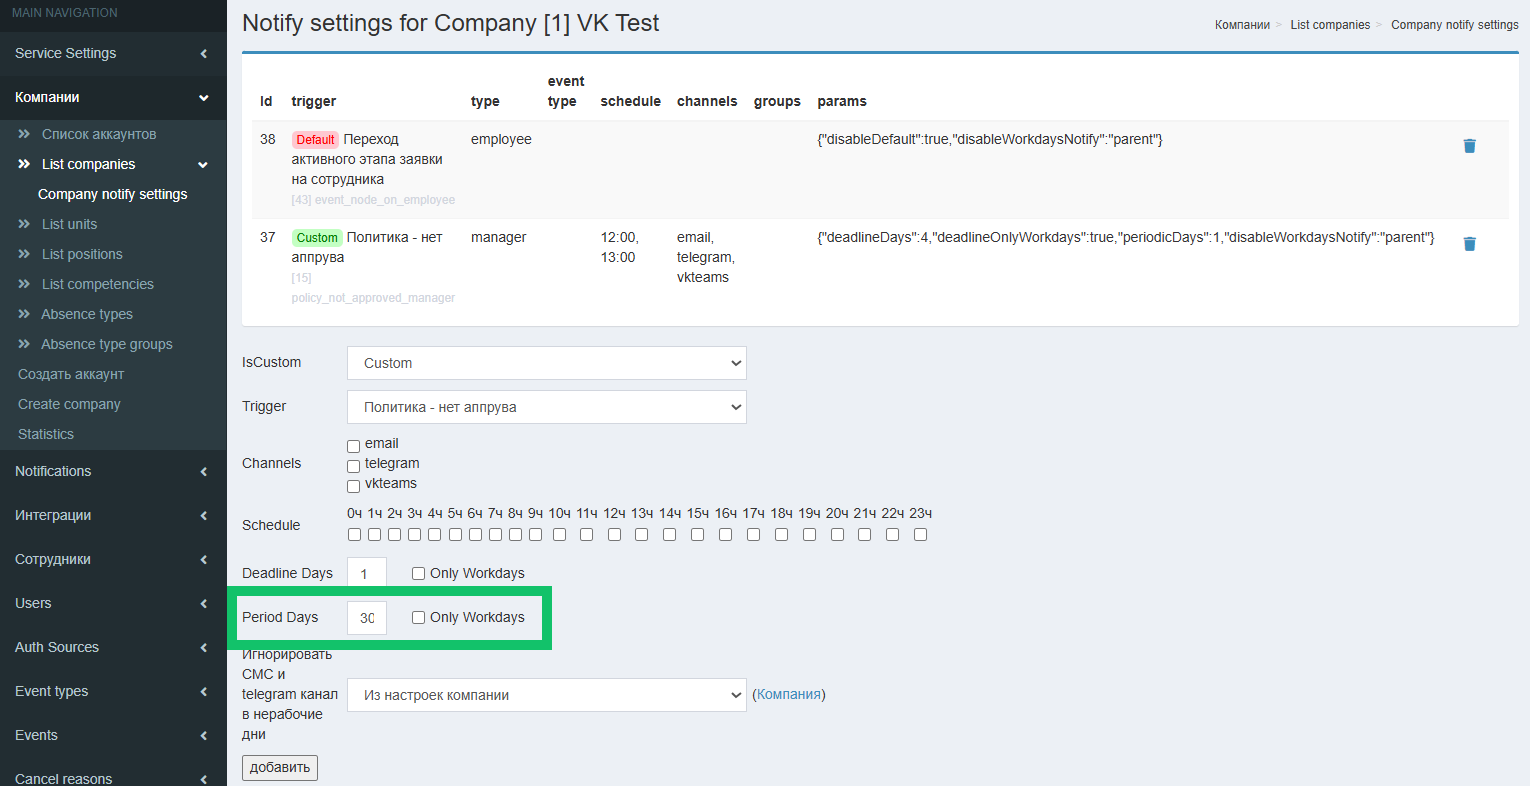 MAIN NAVIGATION
Service Settings
Компании
Список аккаунтов
List companies
Company notify settings
List units
List positions
List competencies
Absence types
Absence type groups
Создать аккаунт
Create company
Statistics
Notifications
Интеграции
Сотрудники
Users
Auth Sources
Event types
Events
Cancel reasons
Notify settings for Company [1] VK Test
Компании > List companies > Company notify settings
Id trigger type event type schedule channels groups params
38 Default Переход employee {"disableDefault":true,"disableWorkdaysNotify":"parent"}
активного этапа заявки
на сотрудника
[43] event_node_on_employee
37 Custom Политика - нет manager 12:00, email, {"deadlineDays":4,"deadlineOnlyWorkdays":true,"periodicDays":1,"disableWorkdaysNotify":"parent"}
аппрува 13:00 telegram,
[15] vkteams
policy_not_approved_manager
IsCustom Custom
Trigger Политика - нет аппрува
Channels
email
telegram
vkteams
Schedule
0ч 1ч 2ч 3ч 4ч 5ч 6ч 7ч 8ч 9ч 10ч 11ч 12ч 13ч 14ч 15ч 16ч 17ч 18ч 19ч 20ч 21ч 22ч 23ч
Deadline Days 1 Only Workdays
Period Days 30 Only Workdays
Игнорировать
СМС и
telegram канал
в нерабочие
дни
Из настроек компании (Компания)
добавить